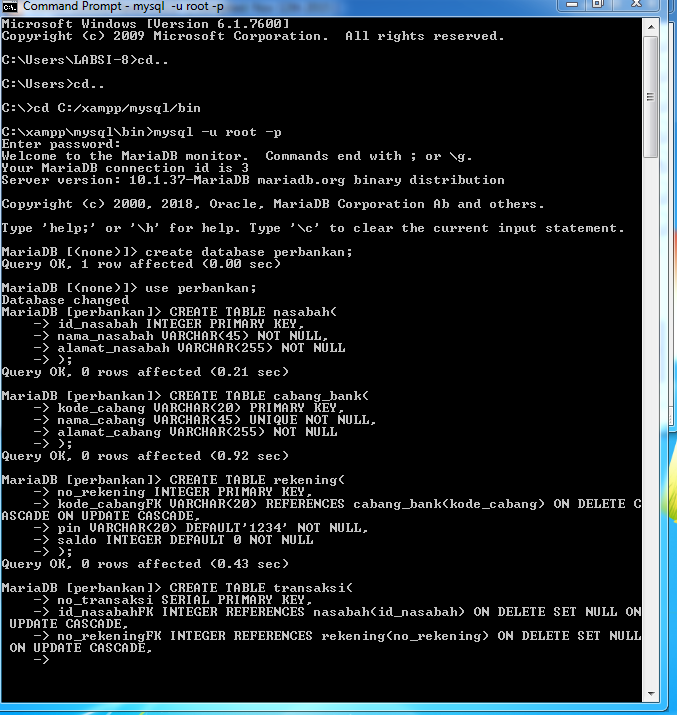 Command Prompt - mysql -u root -p
Microsoft Windows [Version 6.1.7600]
Copyright (c) 2009 Microsoft Corporation.  All rights reserved.
C:\Users\LABSI-8>cd..
C:\Users>cd..
C:\>cd C:/xampp/mysql/bin
C:\xampp\mysql\bin>mysql -u root -p
Enter password:
Welcome to the MariaDB monitor.  Commands end with ; or \g.
Your MariaDB connection id is 3
Server version: 10.1.37-MariaDB mariadb.org binary distribution
Copyright (c) 2000, 2018, Oracle, MariaDB Corporation Ab and others.
Type 'help;' or '\h' for help. Type '\c' to clear the current input statement.
MariaDB [(none)]> create database perbankan;
Query OK, 1 row affected (0.00 sec)
MariaDB [(none)]> use perbankan;
Database changed
MariaDB [perbankan]> CREATE TABLE nasabah(
    -> id_nasabah INTEGER PRIMARY KEY,
    -> nama_nasabah VARCHAR(45) NOT NULL,
    -> alamat_nasabah VARCHAR(255) NOT NULL
    -> );
Query OK, 0 rows affected (0.21 sec)
MariaDB [perbankan]> CREATE TABLE cabang_bank(
    -> kode_cabang VARCHAR(20) PRIMARY KEY,
    -> nama_cabang VARCHAR(45) UNIQUE NOT NULL,
    -> alamat_cabang VARCHAR(255) NOT NULL
    -> );
Query OK, 0 rows affected (0.92 sec)
MariaDB [perbankan]> CREATE TABLE rekening(
    -> no_rekening INTEGER PRIMARY KEY,
    -> kode_cabangFK VARCHAR(20) REFERENCES cabang_bank(kode_cabang) ON DELETE C
ASCADE ON UPDATE CASCADE,
    -> pin VARCHAR(20) DEFAULT'1234' NOT NULL,
    -> saldo INTEGER DEFAULT 0 NOT NULL
    -> );
Query OK, 0 rows affected (0.43 sec)
MariaDB [perbankan]> CREATE TABLE transaksi(
    -> no_transaksi SERIAL PRIMARY KEY,
    -> id_nasabahFK INTEGER REFERENCES nasabah(id_nasabah) ON DELETE SET NULL ON
 UPDATE CASCADE,
    -> no_rekeningFK INTEGER REFERENCES rekening(no_rekening) ON DELETE SET NULL
 ON UPDATE CASCADE,
    ->